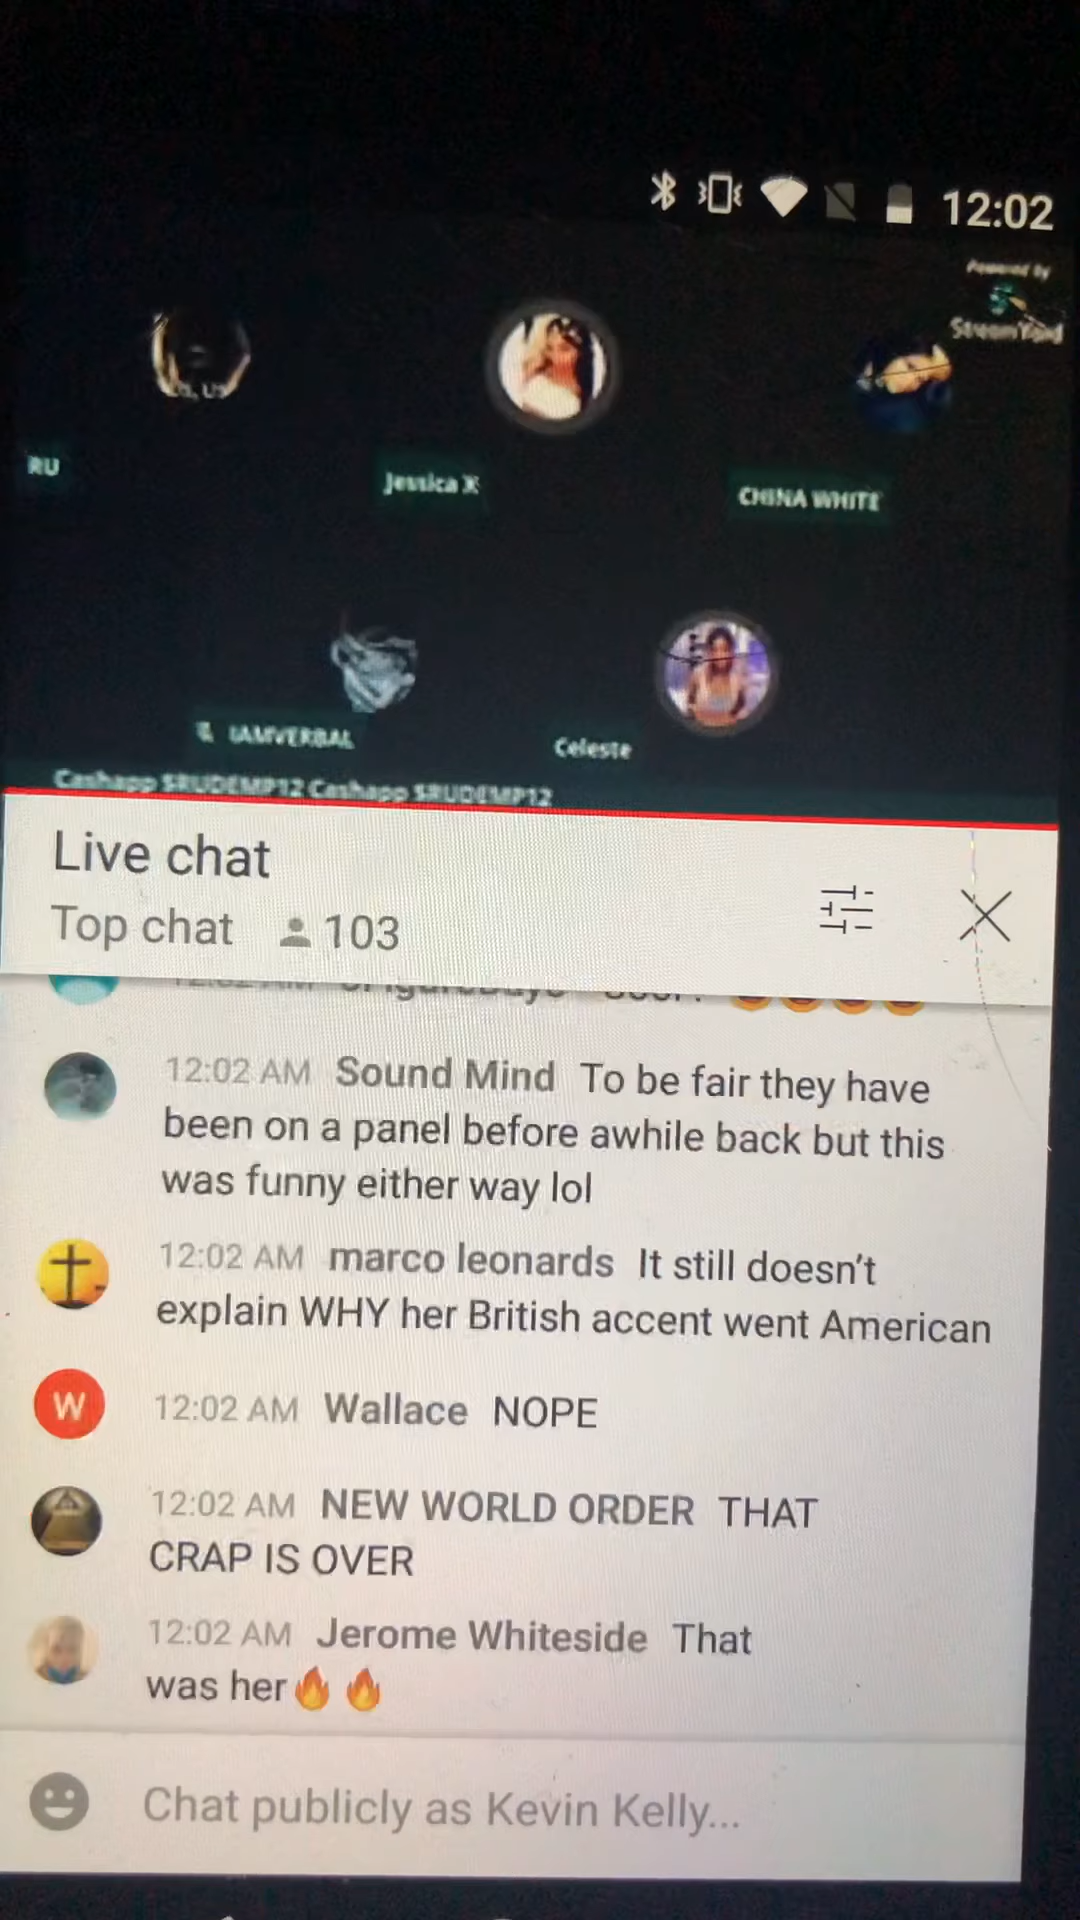 12:02
Powered by
StreamYard
RU
Jessica X
CHINA WHITE
IAMVERBAL
Celeste
Cashapp $RUDEMP12 Cashapp $RUDEMP12
Live chat
Top chat 103
12:02 AM Sound Mind To be fair they have
been on a panel before awhile back but this
was funny either way lol
12:02 AM marco leonards It still doesn't
explain WHY her British accent went American
W
12:02 AM Wallace NOPE
12:02 AM NEW WORLD ORDER THAT
CRAP IS OVER
12:02 AM Jerome Whiteside That
was her🔥🔥
Chat publicly as Kevin Kelly...